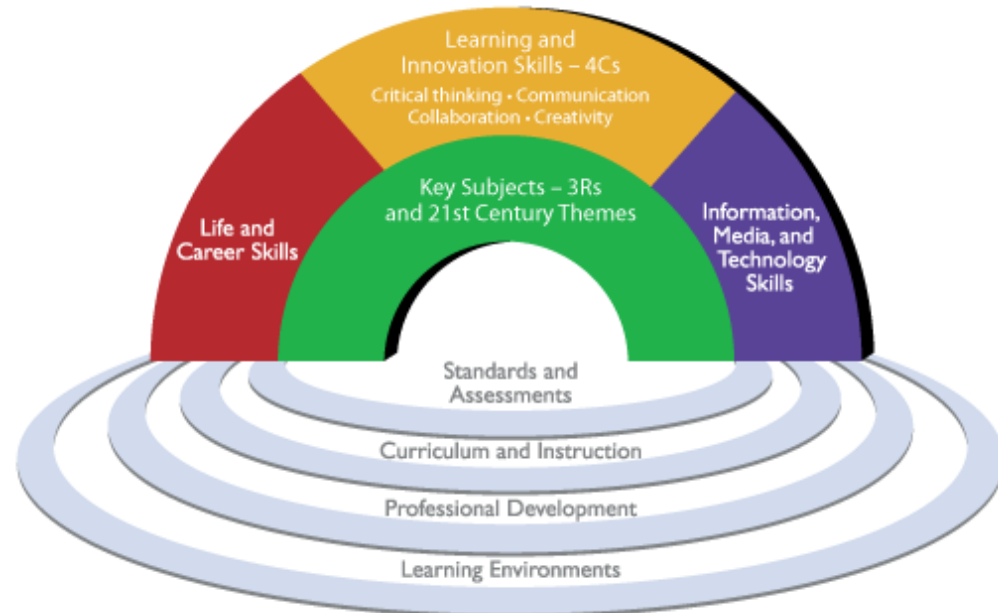 Learning and
Innovation Skills – 4Cs
Critical thinking • Communication
Collaboration • Creativity
Key Subjects – 3Rs
and 21st Century Themes
Life and
Career Skills
Information,
Media, and
Technology
Skills
Standards and
Assessments
Curriculum and Instruction
Professional Development
Learning Environments